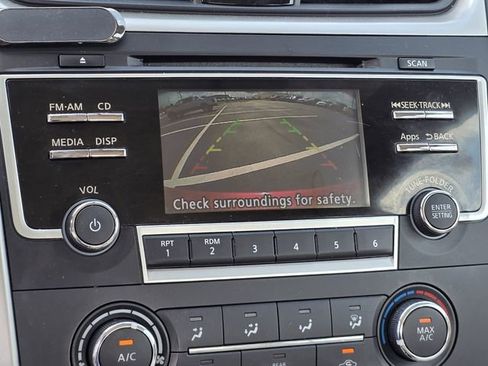 SCAN
FM·AM CD
SEEK·TRACK
MEDIA DISP
Apps BACK
Check surroundings for safety.
VOL
TUNE·FOLDER
ENTER
SETTING
RPT
1
RDM
2
3 4 5 6
A/C
MAX
A/C
REAR